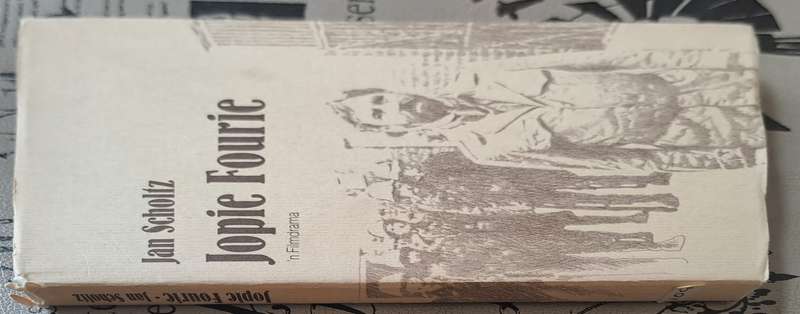 Jan Scholtz
Jopie Fourie
'n Filmdrama
Jopie Fourie - Jan Scholtz